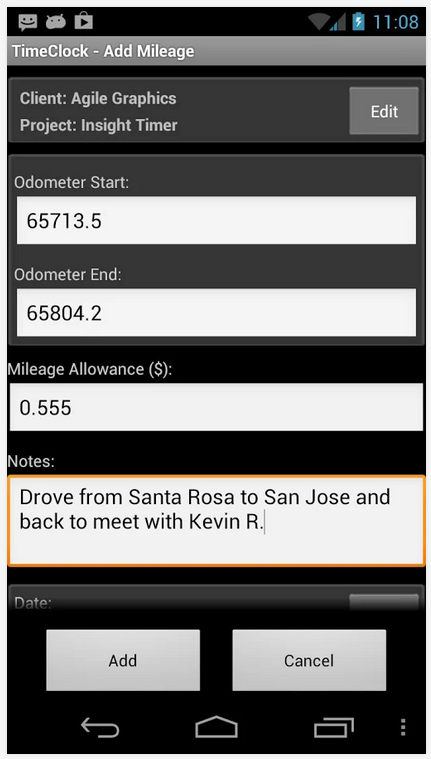 11:08
TimeClock - Add Mileage
Client: Agile Graphics
Project: Insight Timer
Edit
Odometer Start:
65713.5
Odometer End:
65804.2
Mileage Allowance ($):
0.555
Notes:
Drove from Santa Rosa to San Jose and
back to meet with Kevin R.
Date:
Add
Cancel